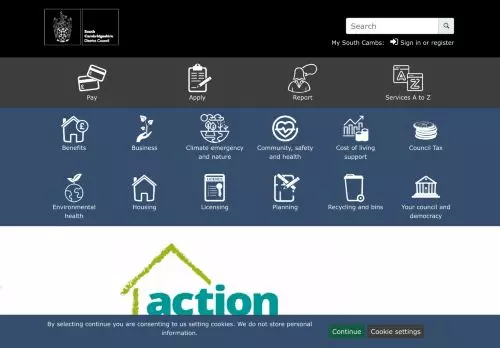 South
Cambridgeshire
District Council
Search
My South Cambs: Sign in or register
Pay
Apply
Report
Services A to Z
A
Z
Benefits
Business
Climate emergency
and nature
Community, safety
and health
Cost of living
support
Council Tax
Environmental
health
Housing
Licensing
Planning
Recycling and bins
Your council and
democracy
action
By selecting continue you are consenting to us setting cookies. We do not store personal
information.
Continue
Cookie settings